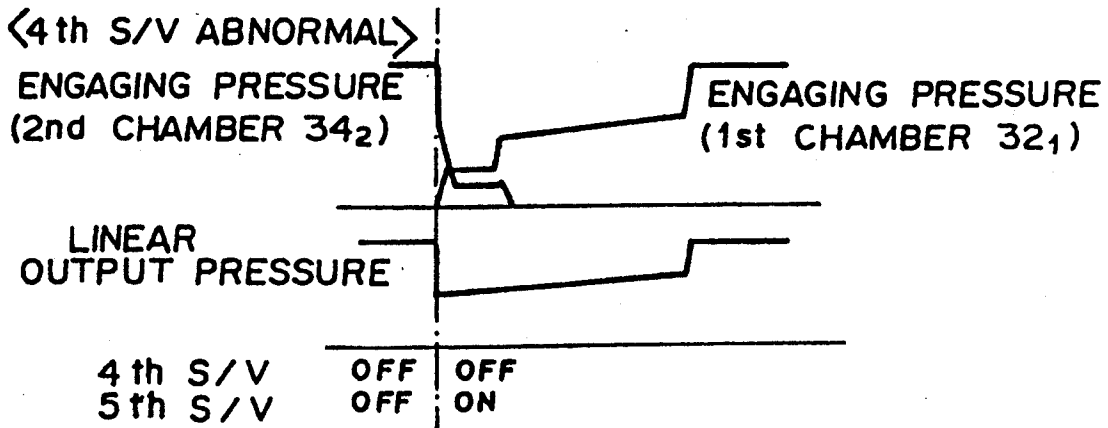 <4th S/V ABNORMAL>
ENGAGING PRESSURE
(2nd CHAMBER 34₂)
ENGAGING PRESSURE
(1st CHAMBER 32₁)
LINEAR
OUTPUT PRESSURE
4th S/V OFF OFF
5th S/V OFF ON